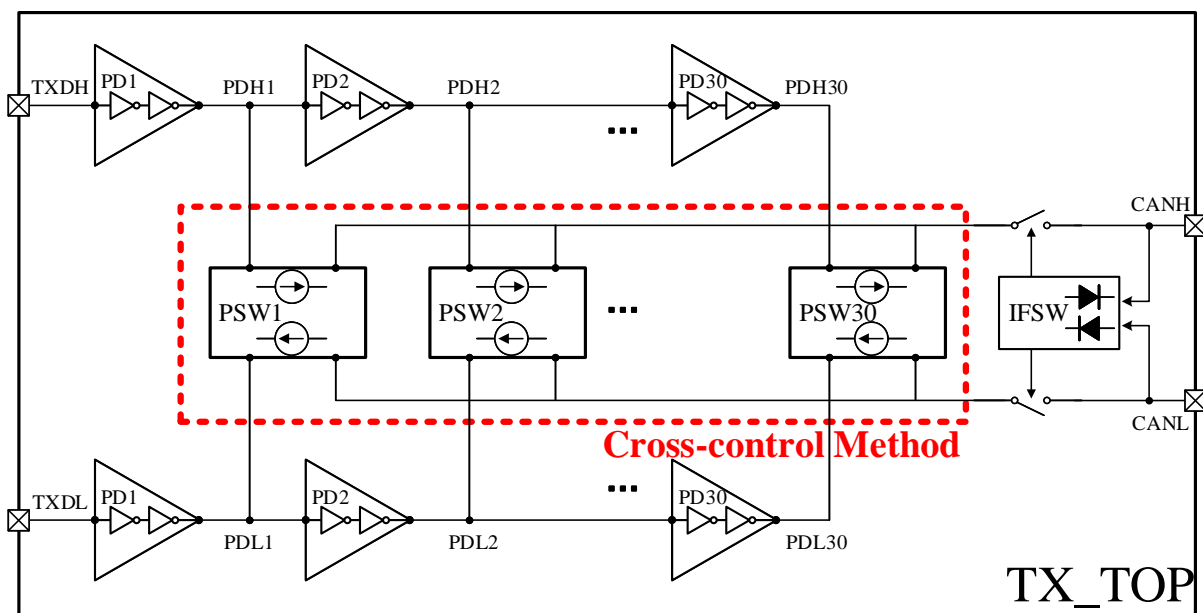 PD1
PD2
PD30
TXDH
PDH1
PDH2
PDH30
...
CANH
PSW1
PSW2
...
PSW30
IFSW
CANL
Cross-control Method
...
PD1
PD2
PD30
TXDL
PDL1
PDL2
PDL30
TX_TOP